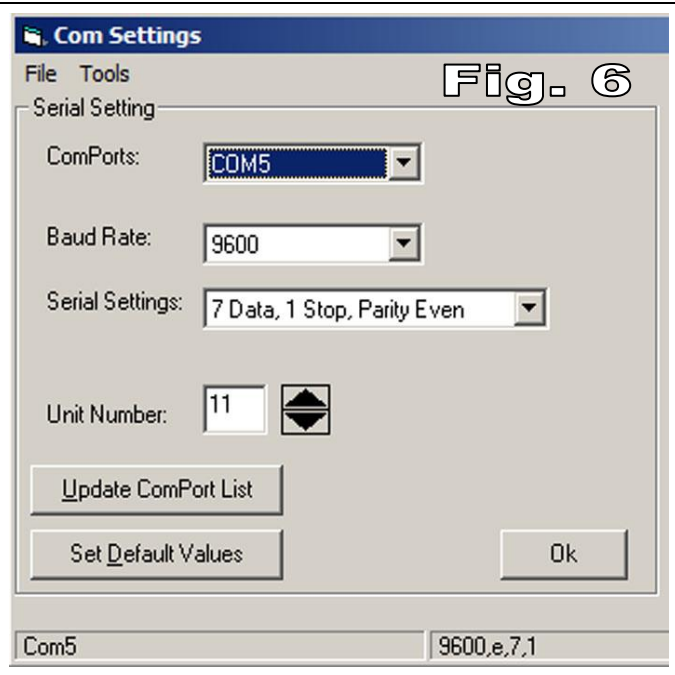 Com Settings
File Tools
Fig. 6
Serial Setting
ComPorts: COM5
Baud Rate: 9600
Serial Settings: 7 Data, 1 Stop, Parity Even
Unit Number: 11
Update ComPort List
Set Default Values Ok
Com5 9600,e,7,1